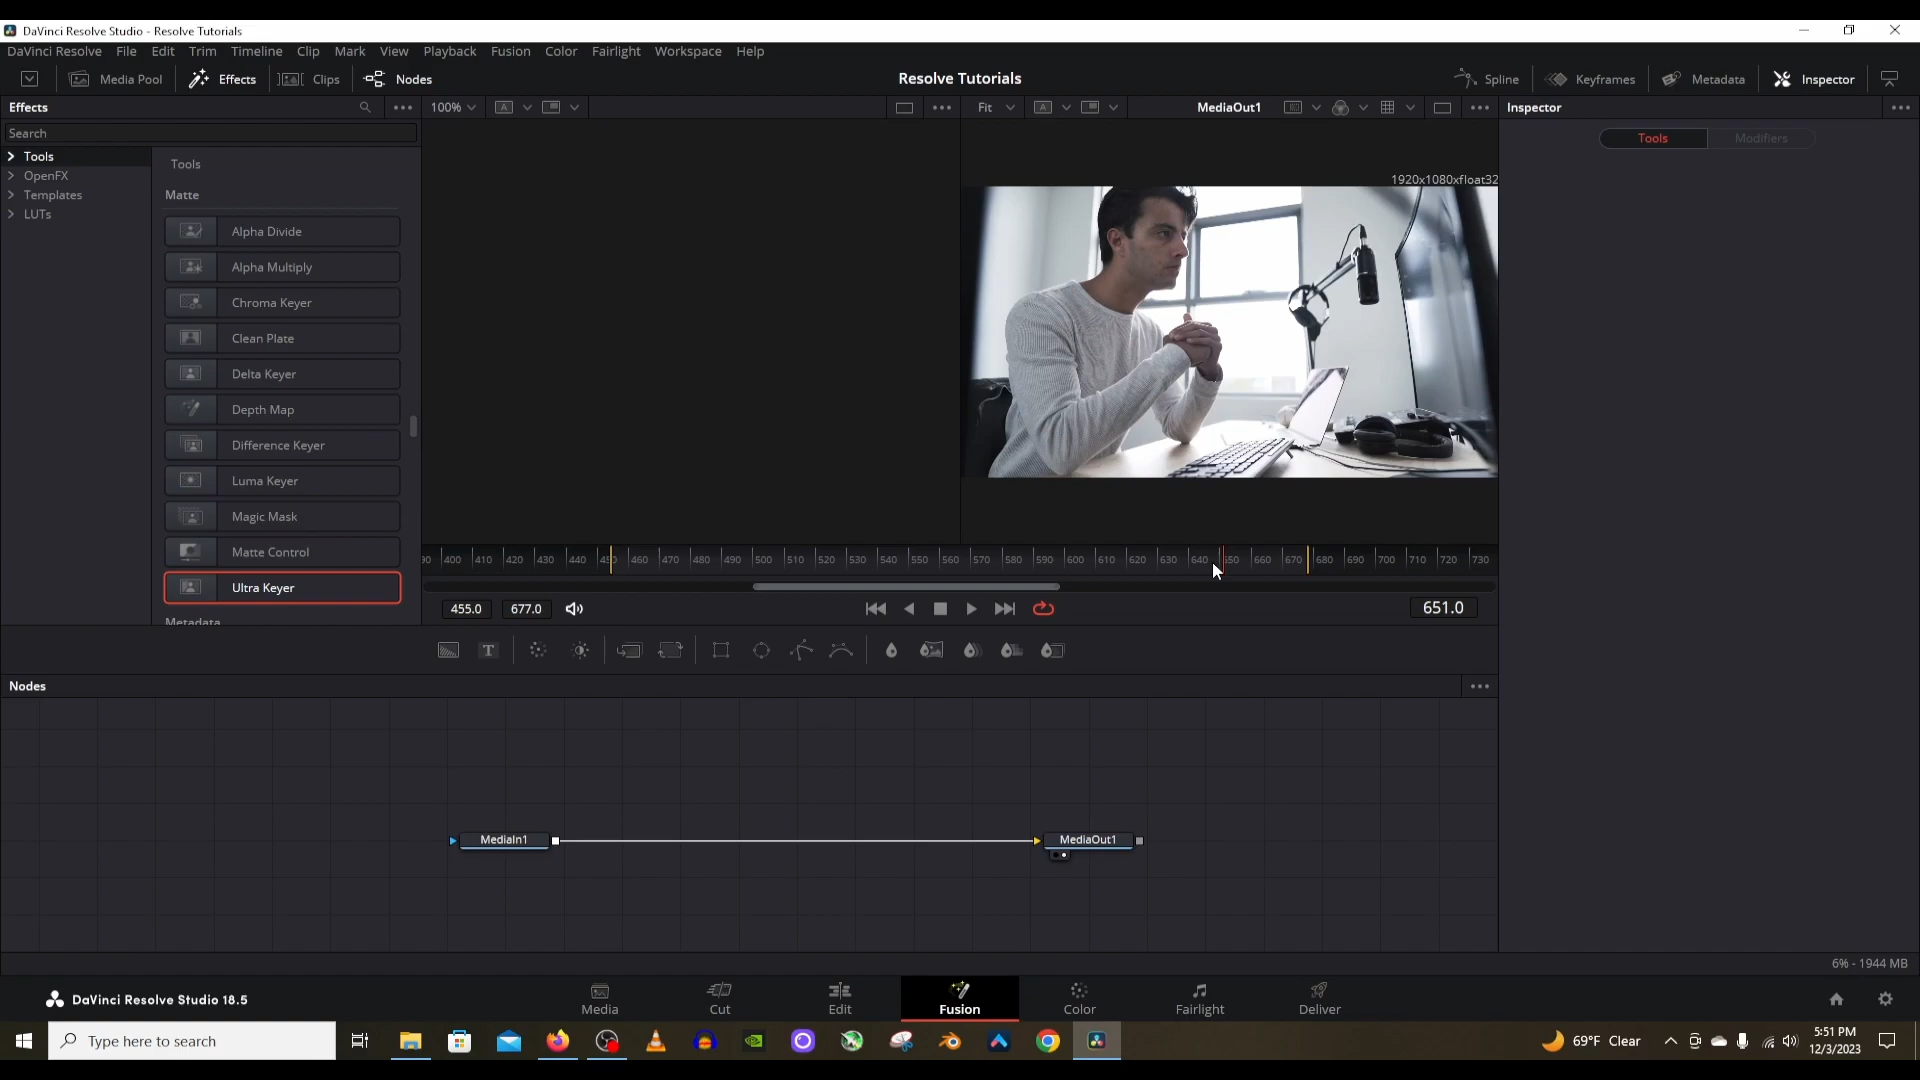 DaVinci Resolve Studio - Resolve Tutorials
DaVinci Resolve File Edit Trim Timeline Clip Mark View Playback Fusion Color Fairlight Workspace Help
Media Pool Effects Clips Nodes Resolve Tutorials Spline Keyframes Metadata Inspector
Effects 100% Fit MediaOut1 Inspector
Search
Tools Modifiers
Tools
OpenFX
Templates
LUTs
Tools
Matte
Alpha Divide
Alpha Multiply
Chroma Keyer
Clean Plate
Delta Keyer
Depth Map
Difference Keyer
Luma Keyer
Magic Mask
Matte Control
Ultra Keyer
Metadata
1920x1080xfloat32
400 410 420 430 440 460 470 480 490 500 510 520 530 540 550 560 570 580 590 600 610 620 630 640 660 670 680 690 700 710 720 730
455.0 677.0 651.0
T
Nodes
MediaIn1 MediaOut1
6% - 1944 MB
DaVinci Resolve Studio 18.5
Media Cut Edit Fusion Color Fairlight Deliver
Type here to search
69°F Clear
5:51 PM
12/3/2023